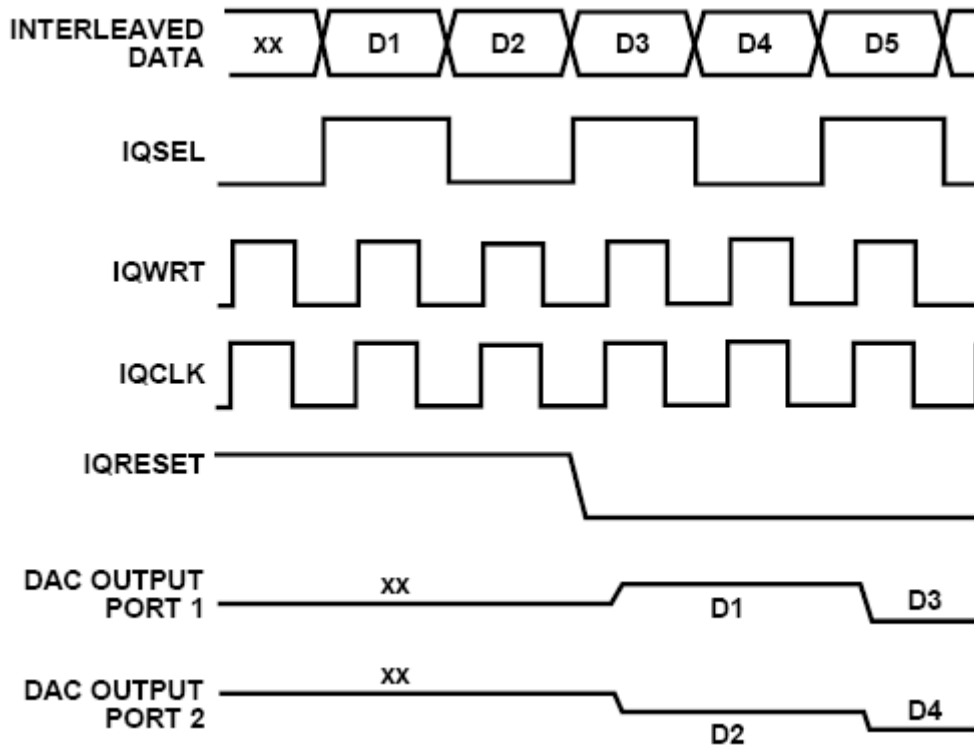 INTERLEAVED
DATA
xx D1 D2 D3 D4 D5
IQSEL
IQWRT
IQCLK
IQRESET
DAC OUTPUT
PORT 1
xx
D1
D3
DAC OUTPUT
PORT 2
xx
D2
D4